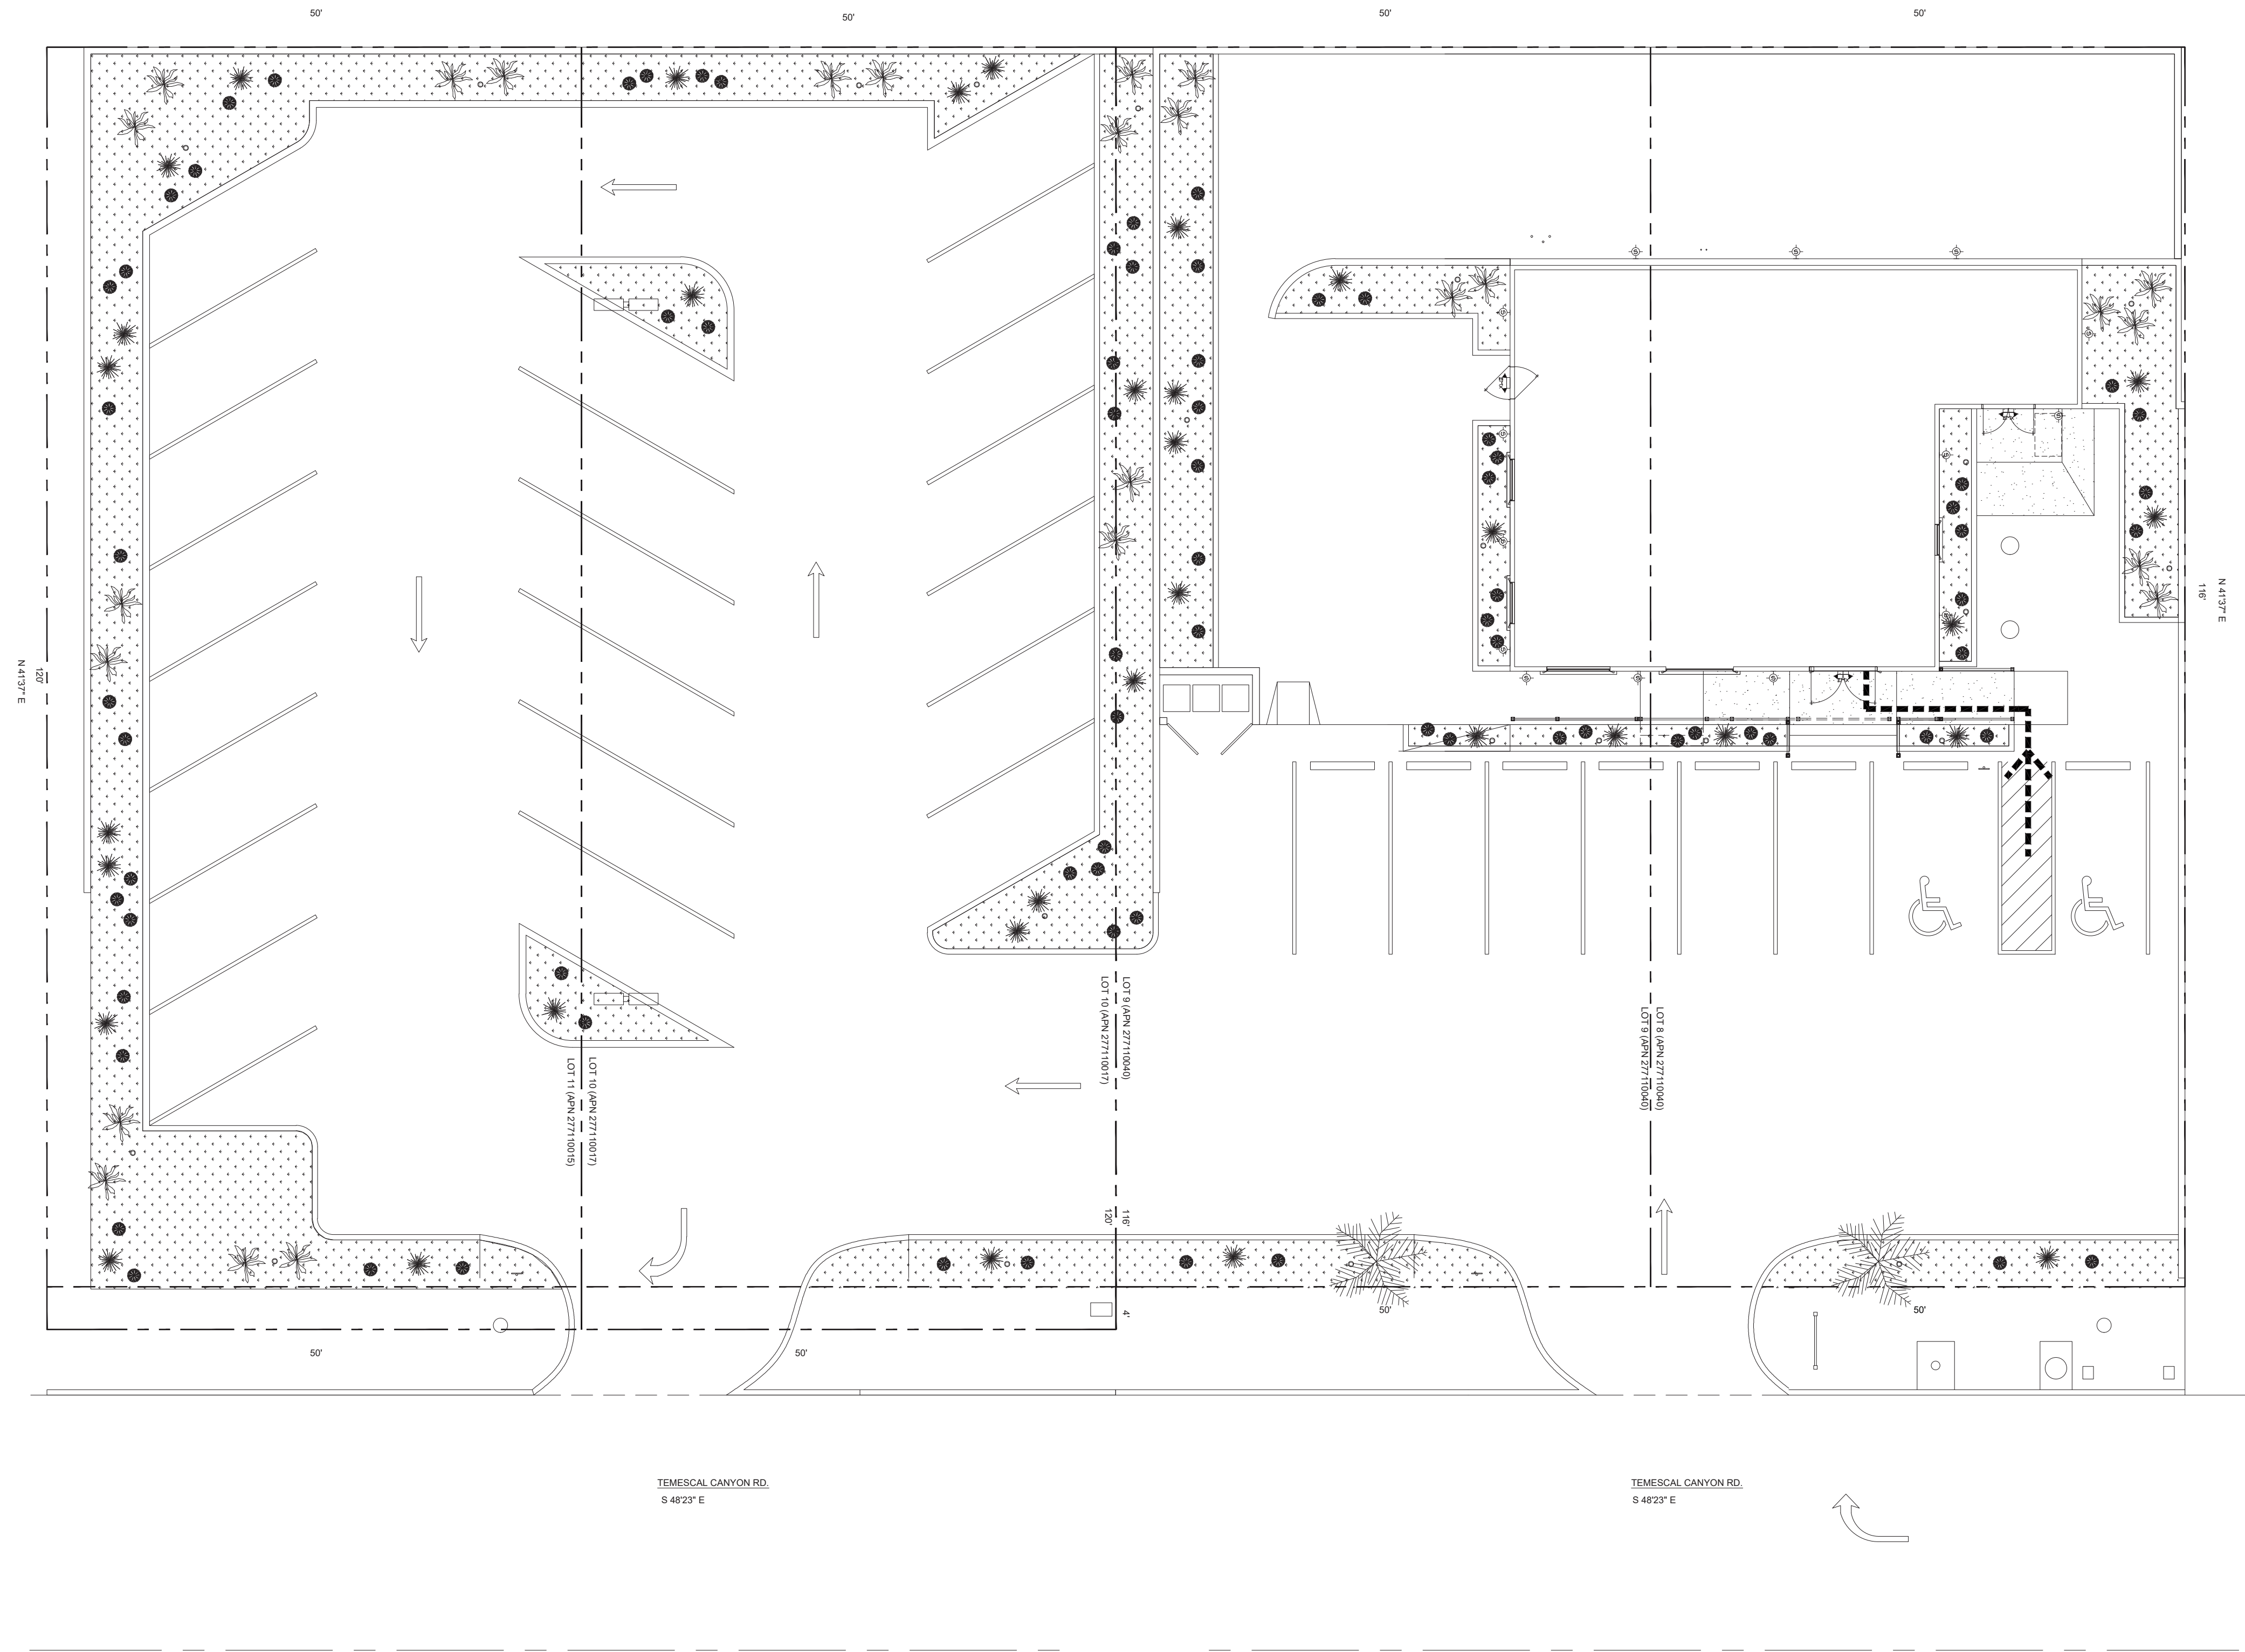 50'
50'
50'
50'
N 41'37" E
120'
N 41'37" E
116'
LOT 9 (APN 277110040)
LOT 10 (APN 277110017)
LOT 8 (APN 277110040)
LOT 9 (APN 277110040)
LOT 10 (APN 277110017)
LOT 11 (APN 277110015)
116'
120'
4'
50'
50'
50'
50'
TEMESCAL CANYON RD.
S 48'23" E
TEMESCAL CANYON RD.
S 48'23" E